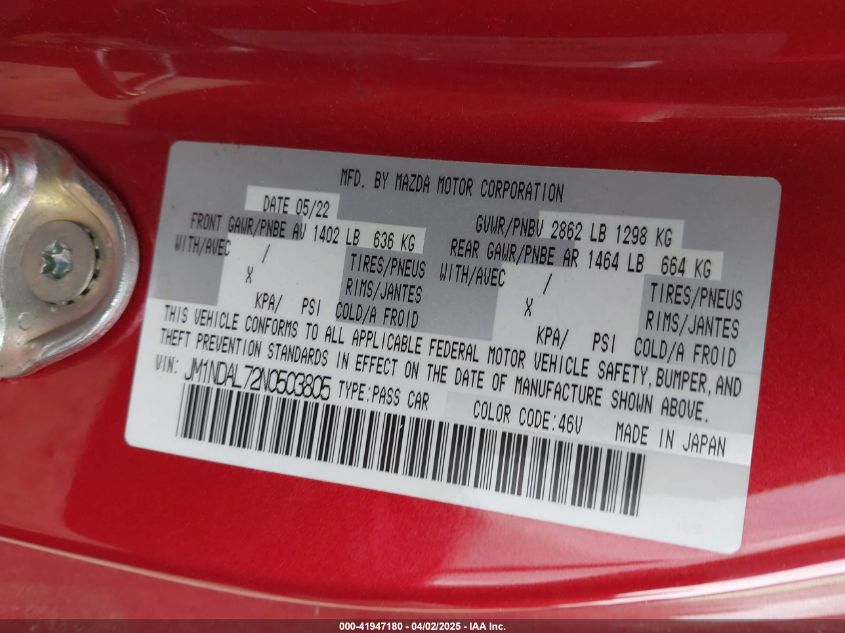 MFD. BY MAZDA MOTOR CORPORATION
DATE 05/22 GVWR/PNBV 2862 LB 1298 KG
FRONT GAWR/PNBE AV 1402 LB 636 KG REAR GAWR/PNBE AR 1464 LB 664 KG
WITH/AVEC / TIRES/PNEUS WITH/AVEC / TIRES/PNEUS
X RIMS/JANTES X RIMS/JANTES
KPA/ PSI COLD/A FROID KPA/ PSI COLD/A FROID
THIS VEHICLE CONFORMS TO ALL APPLICABLE FEDERAL MOTOR VEHICLE SAFETY, BUMPER, AND
THEFT PREVENTION STANDARDS IN EFFECT ON THE DATE OF MANUFACTURE SHOWN ABOVE.
VIN: JM1NDAL72N0503805 TYPE:PASS CAR COLOR CODE:46V MADE IN JAPAN
000-41947180 - 04/02/2025 - IAA Inc.